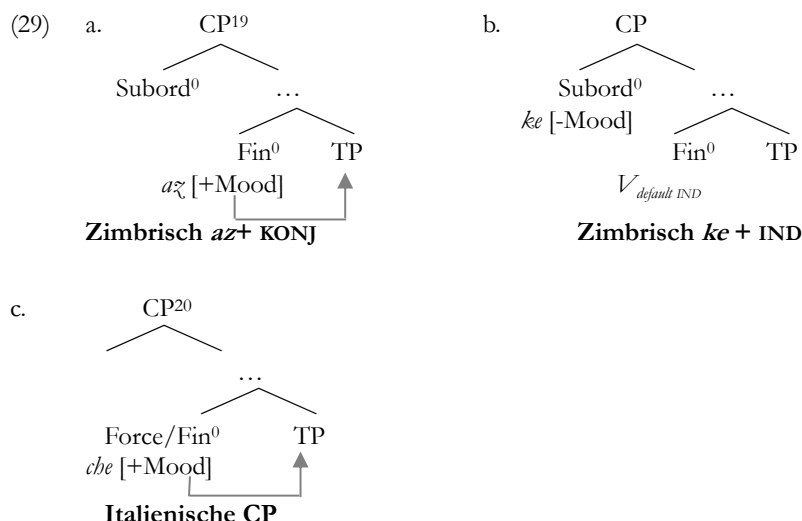 (29) a. CP¹⁹ b. CP
Subord⁰ … Subord⁰ …
ke [-Mood]
Fin⁰ TP Fin⁰ TP
az [+Mood]
V default IND
Zimbrisch az+ KONJ Zimbrisch ke + IND
c. CP²⁰
…
Force/Fin⁰ TP
che [+Mood]
Italienische CP